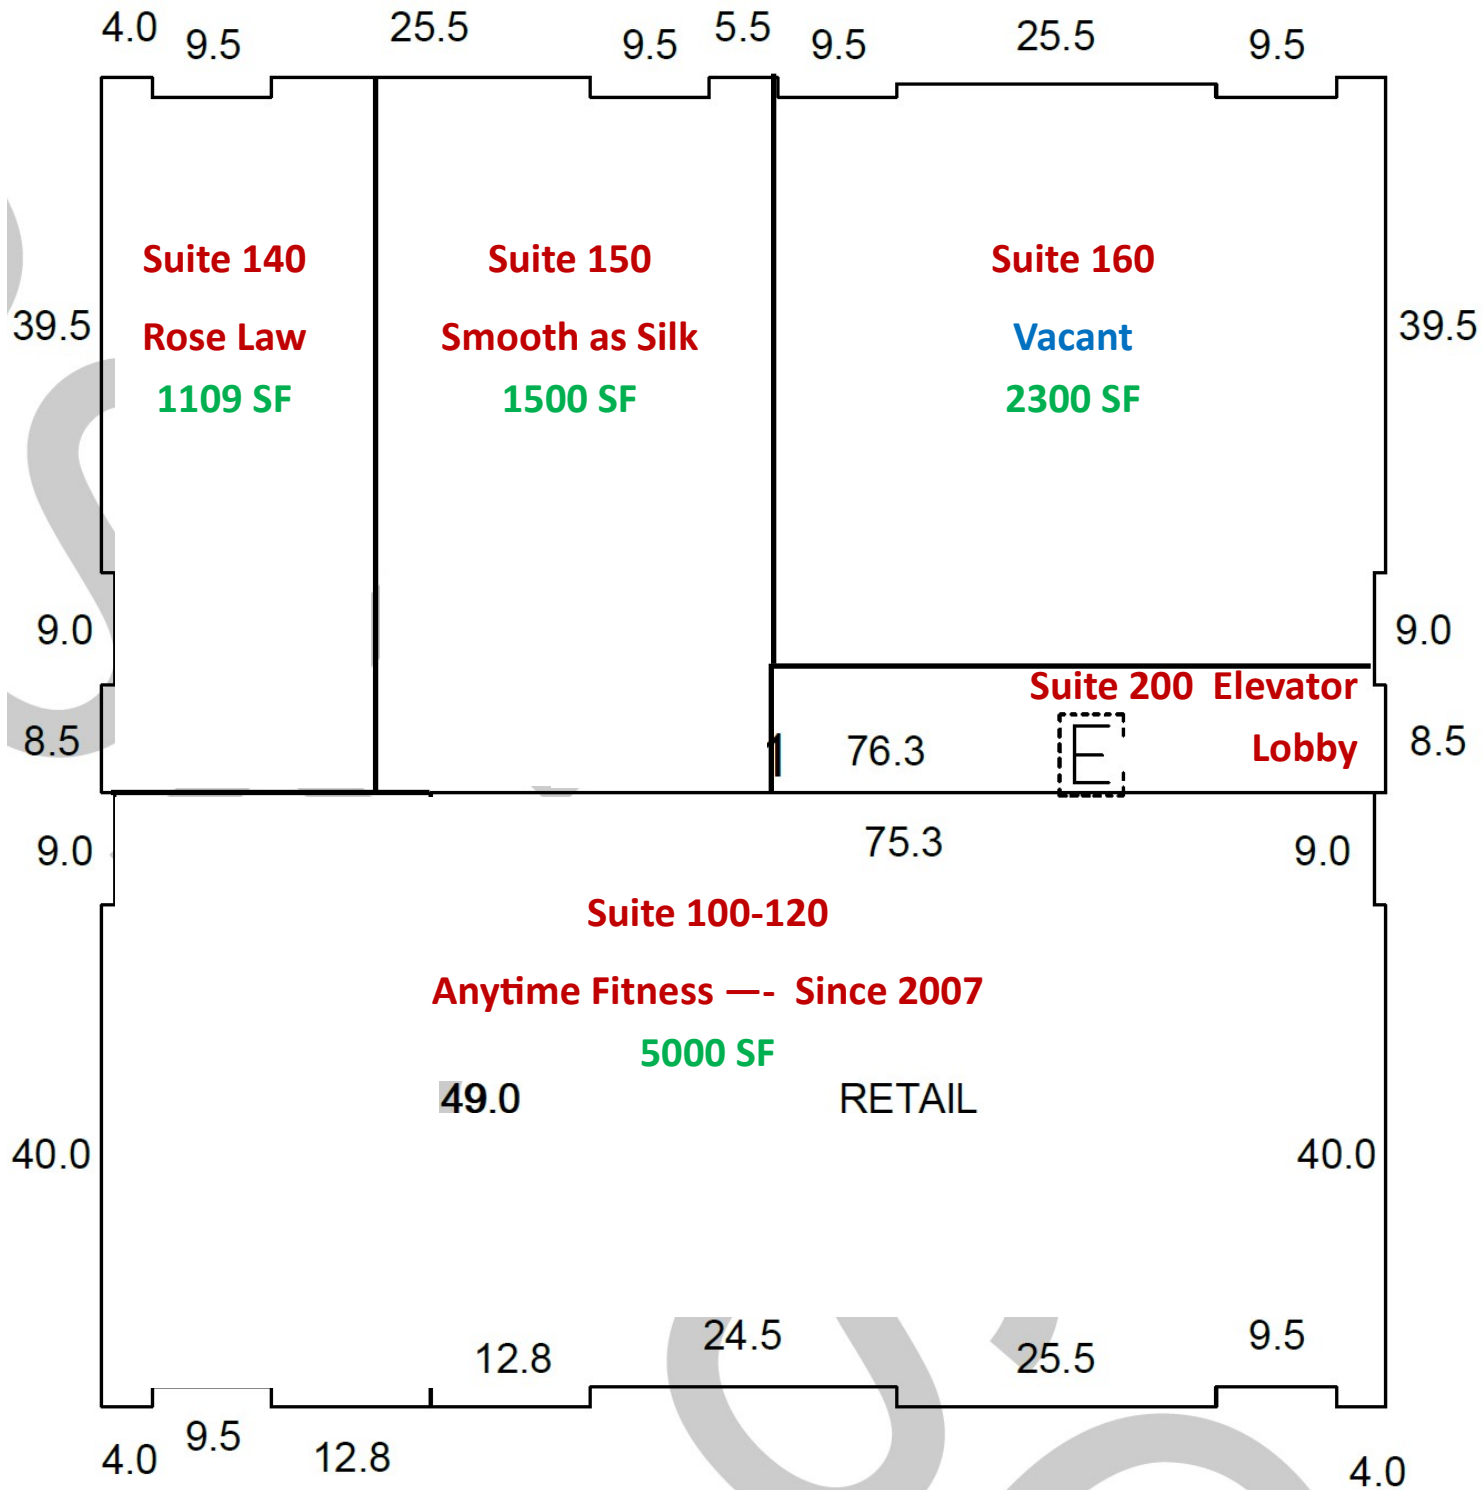 4.0 9.5 25.5 9.5 5.5 9.5 25.5 9.5
Suite 140
Rose Law
1109 SF
Suite 150
Smooth as Silk
1500 SF
Suite 160
Vacant
2300 SF
39.5
39.5
9.0
9.0
Suite 200 Elevator
Lobby
8.5
1 76.3
E
8.5
9.0
75.3
9.0
Suite 100-120
Anytime Fitness —- Since 2007
5000 SF
49.0
RETAIL
40.0
40.0
12.8
24.5
25.5
9.5
4.0
9.5
12.8
4.0